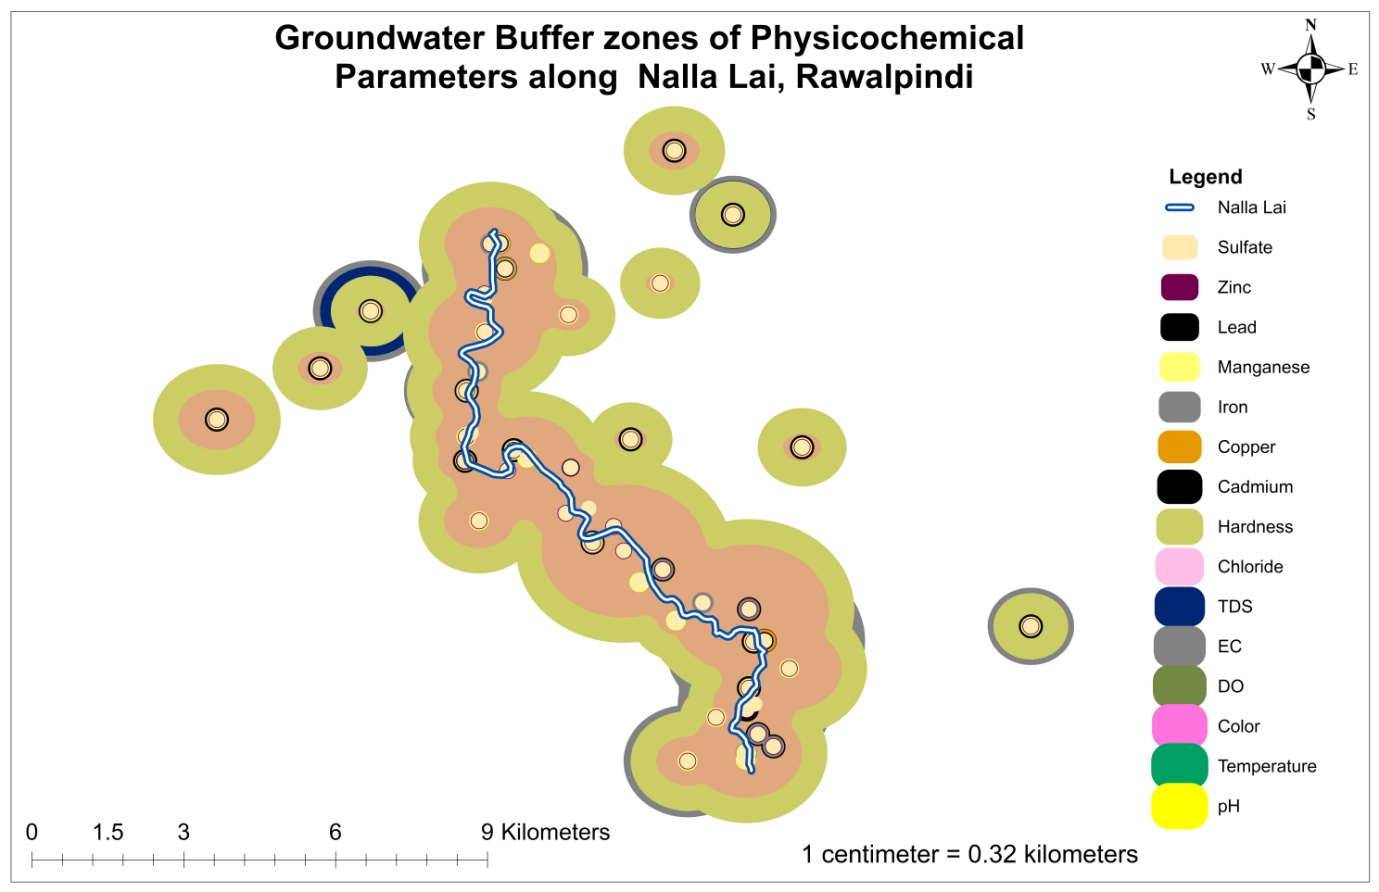 Groundwater Buffer zones of Physicochemical
Parameters along Nalla Lai, Rawalpindi
N
W E
S
Legend
Nalla Lai
Sulfate
Zinc
Lead
Manganese
Iron
Copper
Cadmium
Hardness
Chloride
TDS
EC
DO
Color
Temperature
pH
0 1.5 3 6 9 Kilometers
1 centimeter = 0.32 kilometers